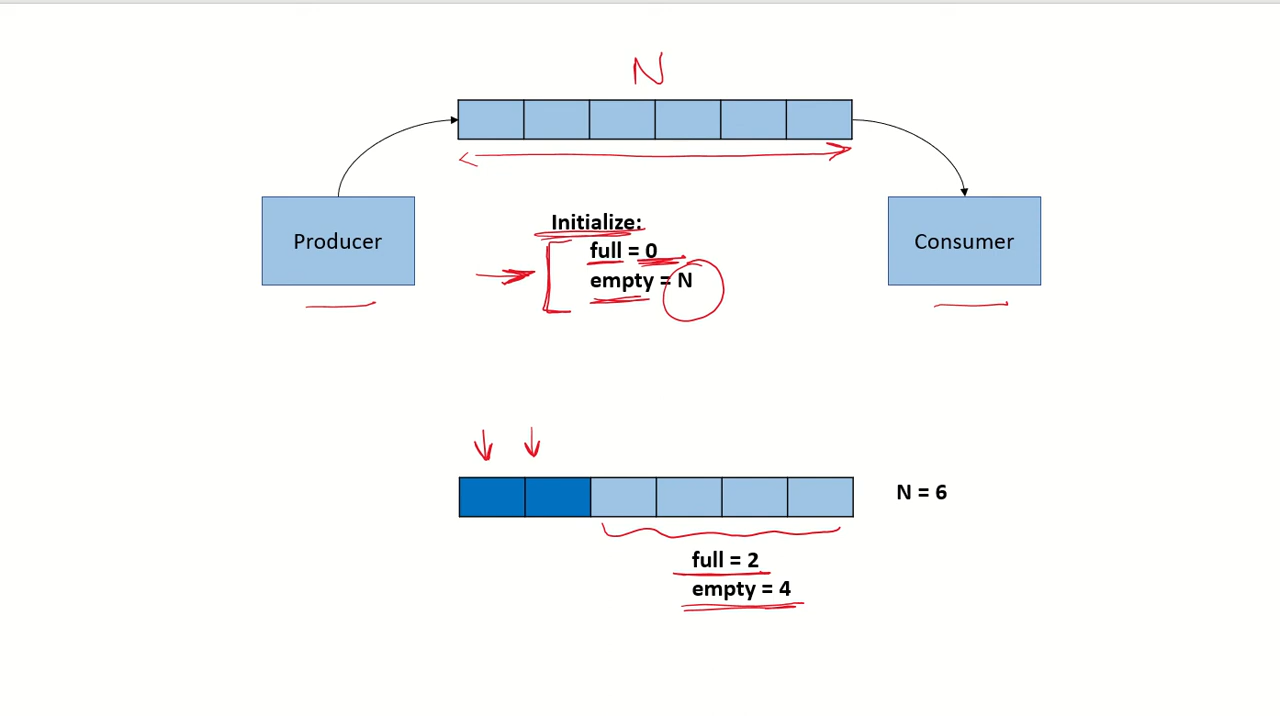 N
Producer
Initialize:
full = 0
empty = N
Consumer
N = 6
full = 2
empty = 4